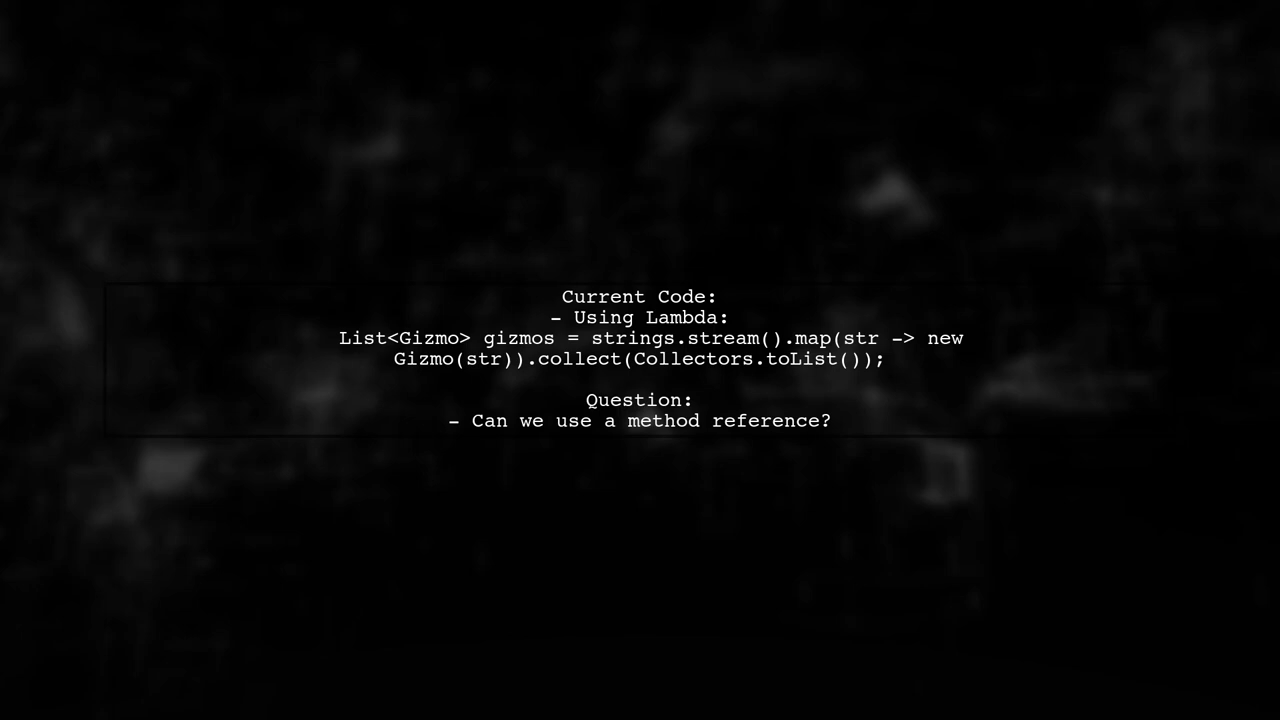 Current Code:
- Using Lambda:
List<Gizmo> gizmos = strings.stream().map(str -> new
Gizmo(str)).collect(Collectors.toList());
Question:
- Can we use a method reference?